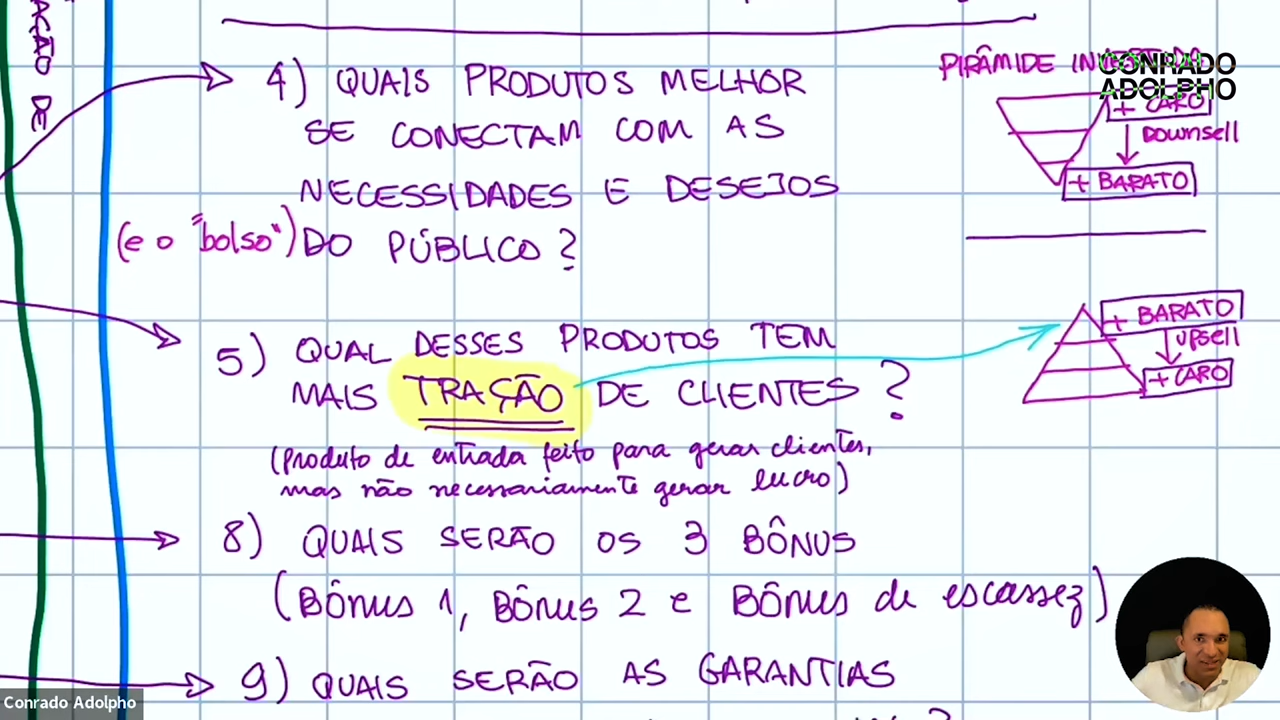 AÇÃO DE
4) QUAIS PRODUTOS MELHOR
SE CONECTAM COM AS
NECESSIDADES E DESEJOS
(e o "bolso") DO PÚBLICO?
PIRÂMIDE INVERTIDA
CONRADO
ADOLPHO
+ CARO
DOWNSELL
+ BARATO
5) QUAL DESSES PRODUTOS TEM
MAIS TRAÇÃO DE CLIENTES?
(produto de entrada feito para gerar clientes,
mas não necessariamente gerar lucro)
+ BARATO
UPSELL
+ CARO
8) QUAIS SERÃO OS 3 BÔNUS
(BÔNUS 1, BÔNUS 2 e BÔNUS de escassez)
9) QUAIS SERÃO AS GARANTIAS
Conrado Adolpho